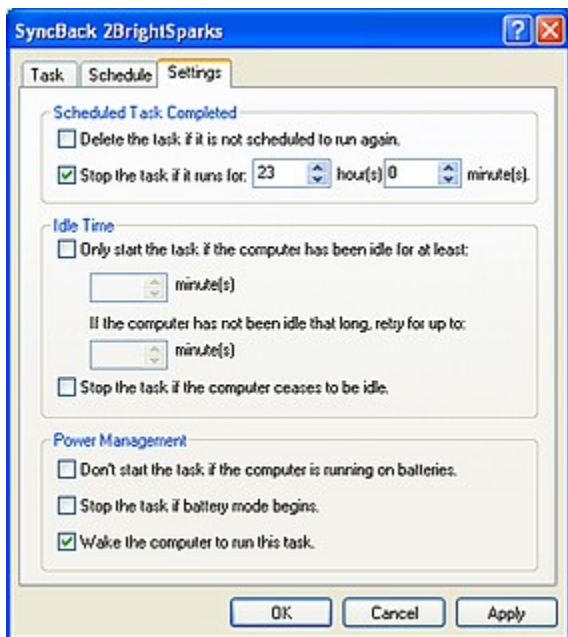 SyncBack 2BrightSparks
Task Schedule Settings
Scheduled Task Completed
Delete the task if it is not scheduled to run again.
Stop the task if it runs for: 23 hour(s) 0 minute(s).
Idle Time
Only start the task if the computer has been idle for at least:
minute(s)
If the computer has not been idle that long, retry for up to:
minute(s)
Stop the task if the computer ceases to be idle.
Power Management
Don't start the task if the computer is running on batteries.
Stop the task if battery mode begins.
Wake the computer to run this task.
OK Cancel Apply